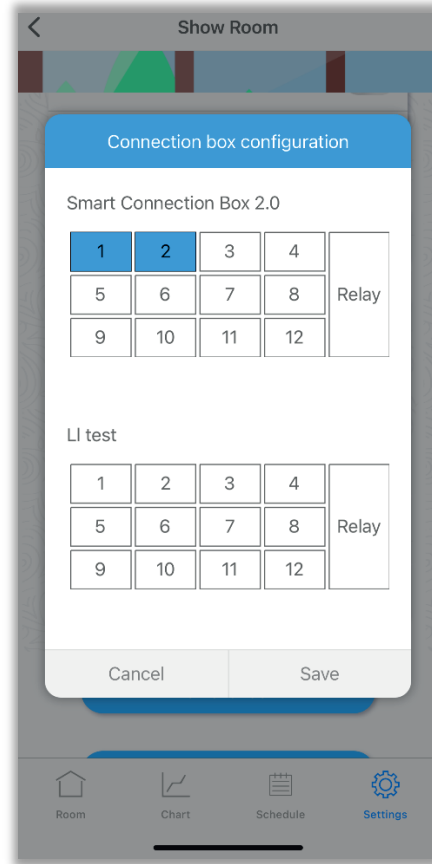 Show Room
Connection box configuration
Smart Connection Box 2.0
1 2 3 4
5 6 7 8 Relay
9 10 11 12
LI test
1 2 3 4
5 6 7 8 Relay
9 10 11 12
Cancel Save
Room Chart Schedule Settings